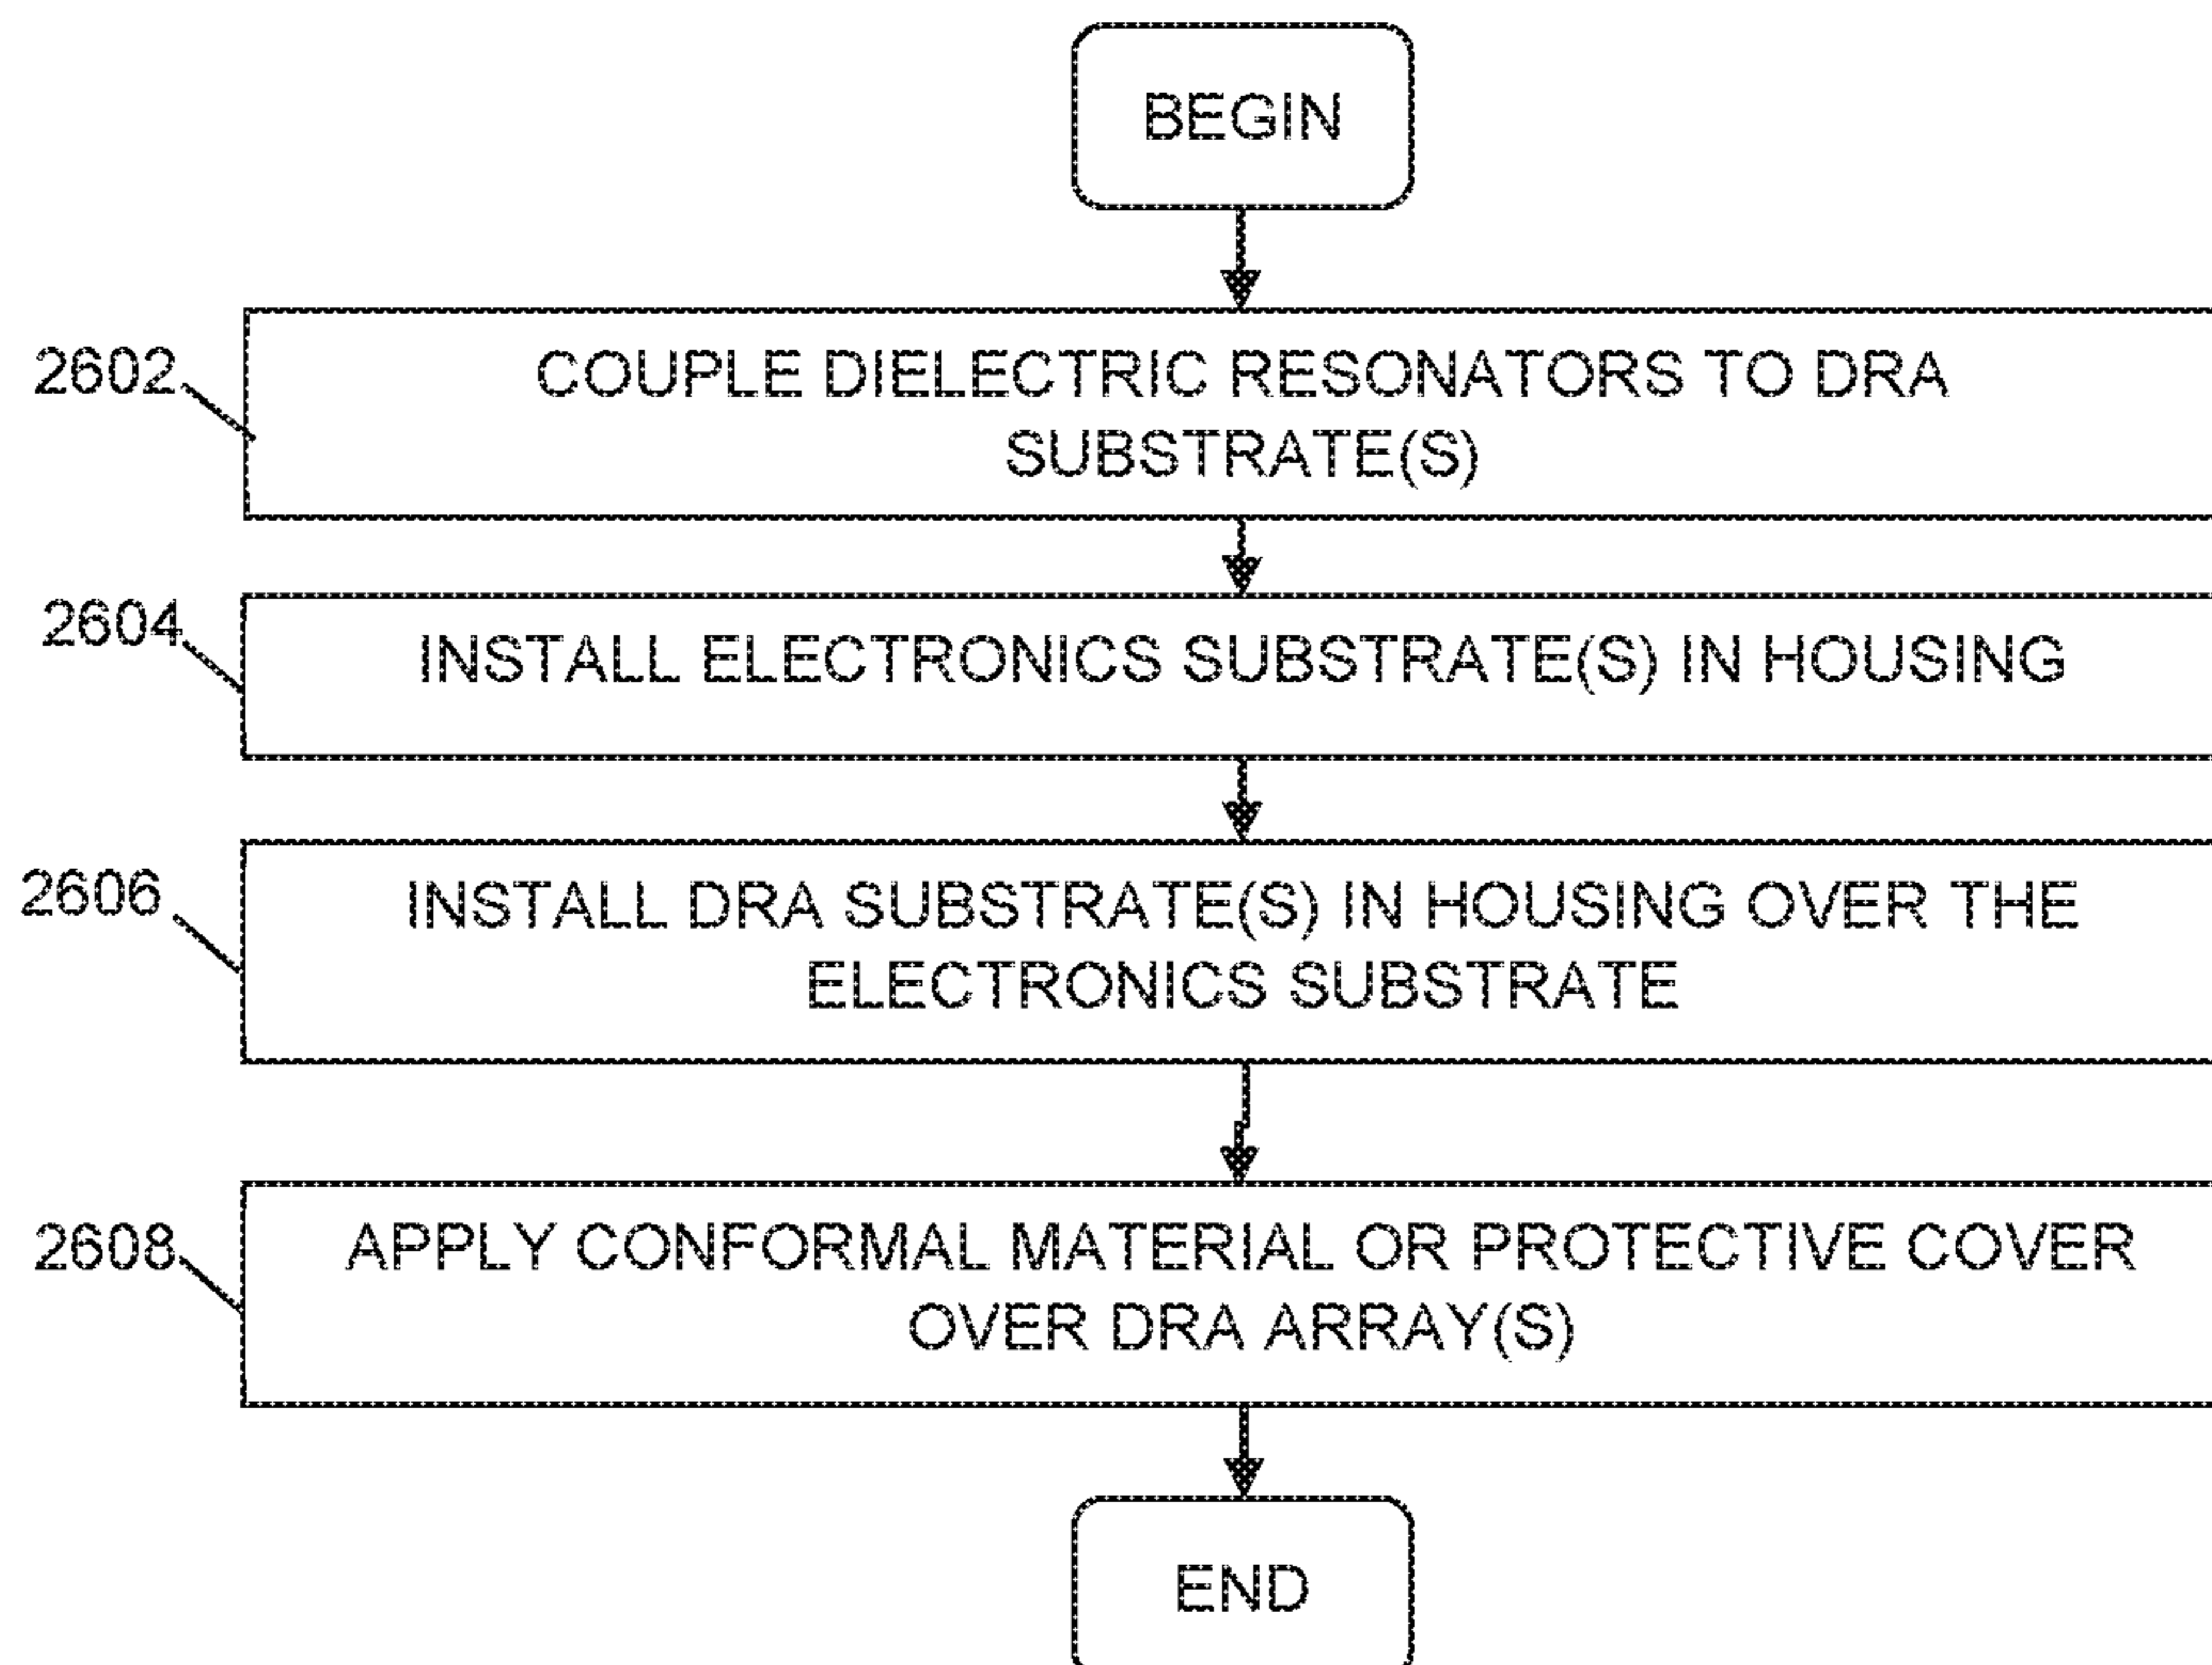 BEGIN
2602
COUPLE DIELECTRIC RESONATORS TO DRA
SUBSTRATE(S)
2604
INSTALL ELECTRONICS SUBSTRATE(S) IN HOUSING
2606
INSTALL DRA SUBSTRATE(S) IN HOUSING OVER THE
ELECTRONICS SUBSTRATE
2608
APPLY CONFORMAL MATERIAL OR PROTECTIVE COVER
OVER DRA ARRAY(S)
END